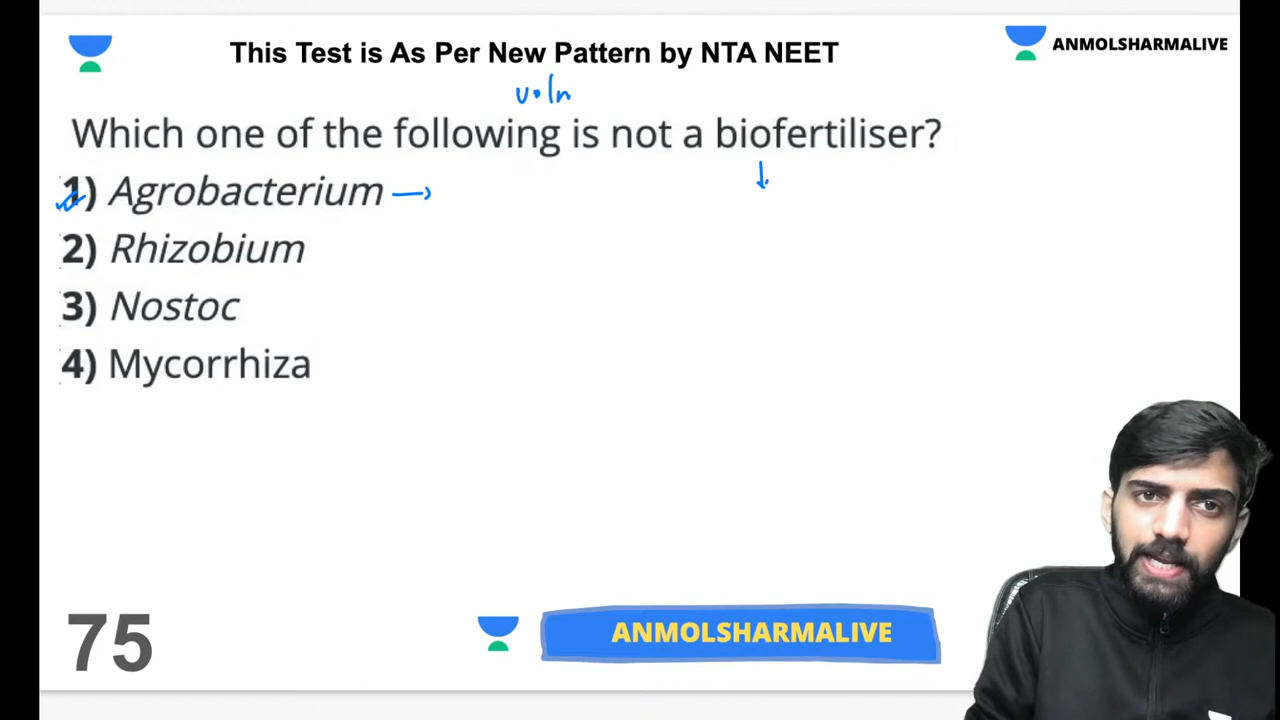 This Test is As Per New Pattern by NTA NEET
ANMOLSHARMALIVE
Which one of the following is not a biofertiliser?
1) Agrobacterium
2) Rhizobium
3) Nostoc
4) Mycorrhiza
75
ANMOLSHARMALIVE